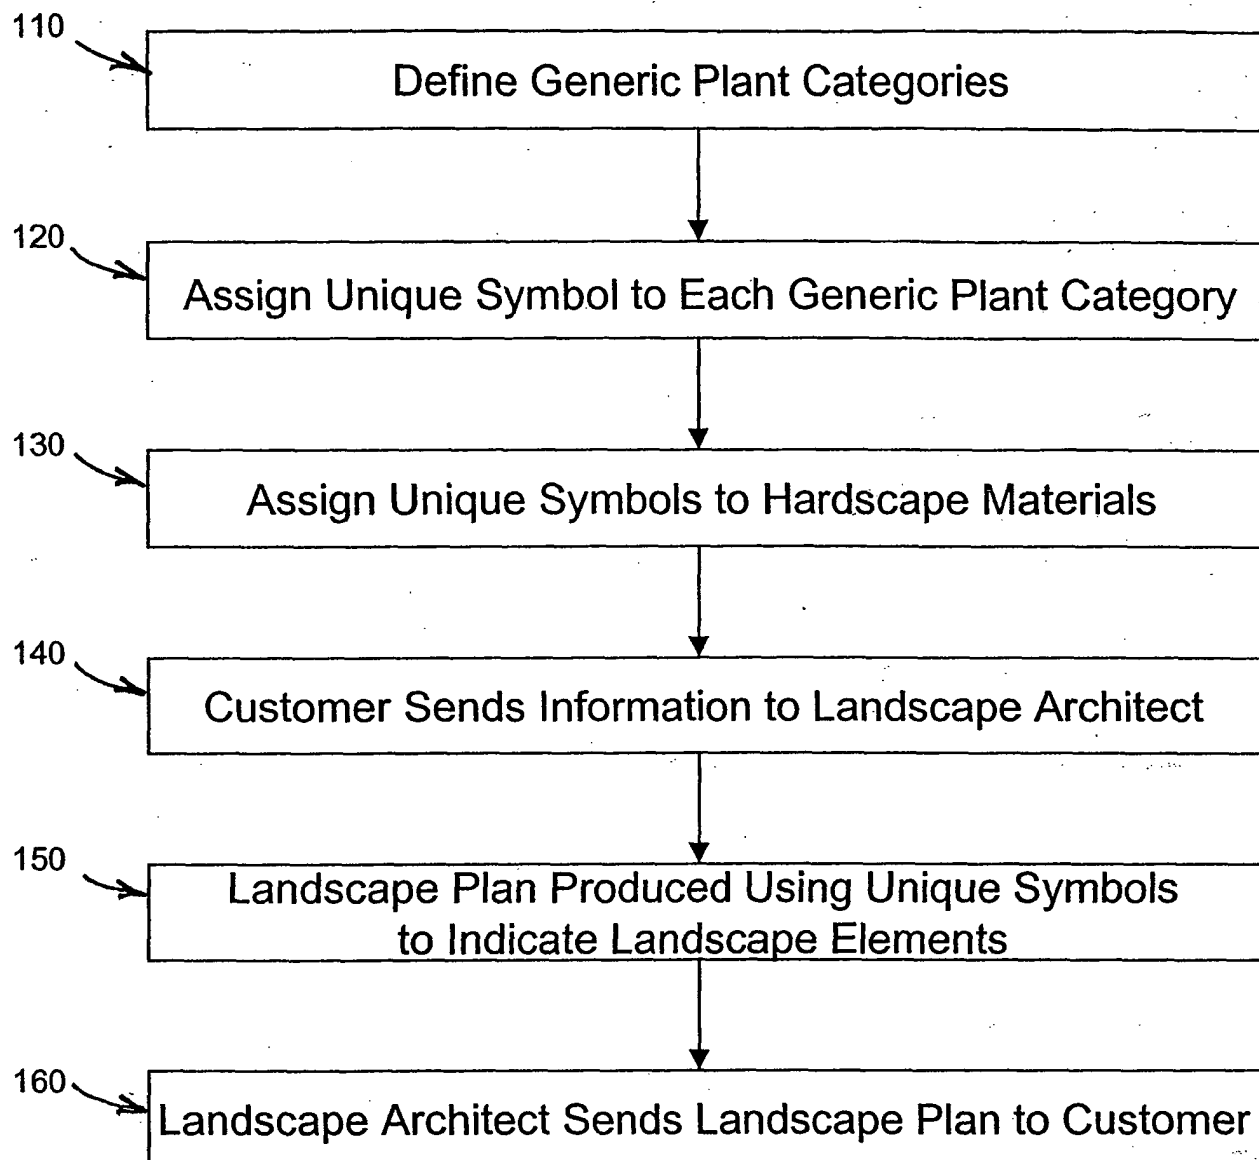 110
Define Generic Plant Categories
120
Assign Unique Symbol to Each Generic Plant Category
130
Assign Unique Symbols to Hardscape Materials
140
Customer Sends Information to Landscape Architect
150
Landscape Plan Produced Using Unique Symbols
to Indicate Landscape Elements
160
Landscape Architect Sends Landscape Plan to Customer